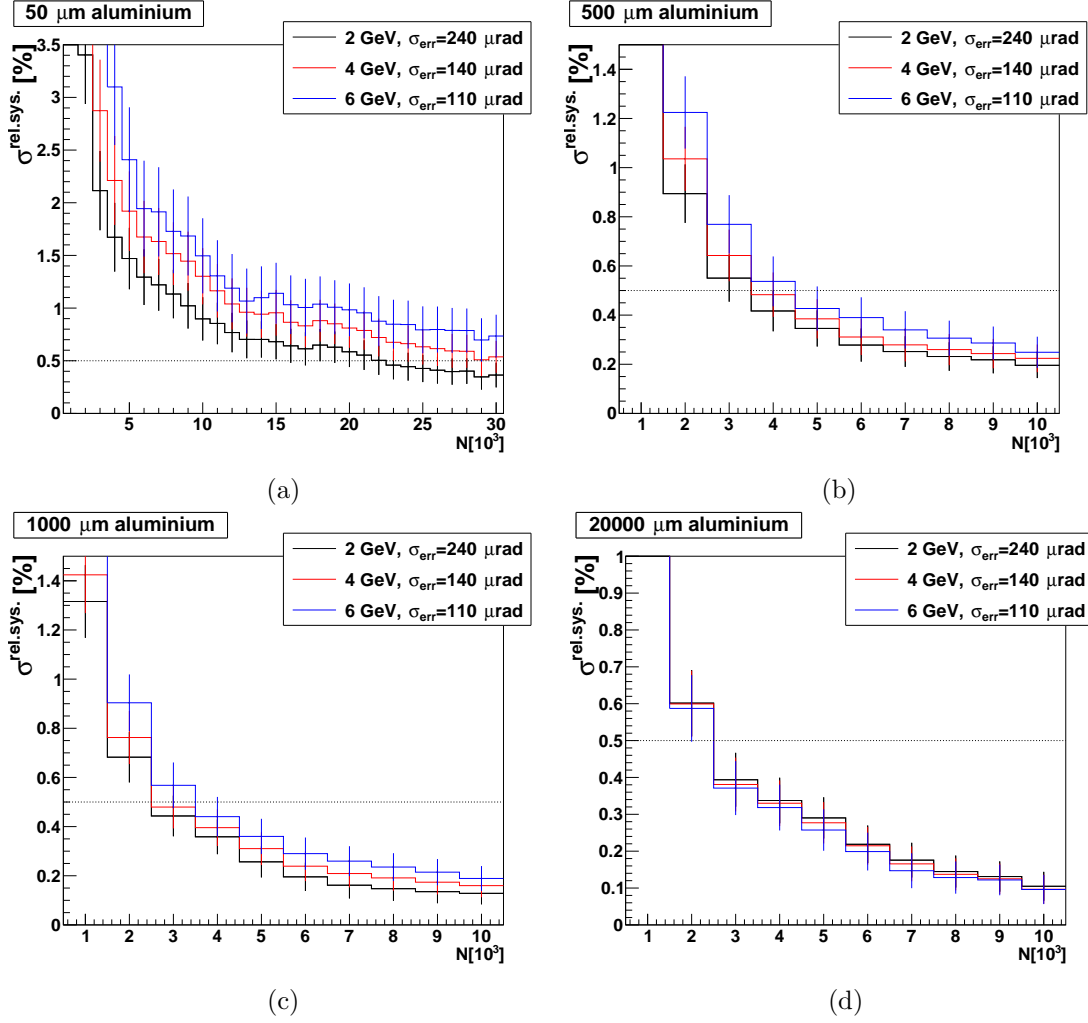 50 μm aluminium
2 GeV, σerr=240 μrad
4 GeV, σerr=140 μrad
6 GeV, σerr=110 μrad
σrel.sys. [%]
3.5
3
2.5
2
1.5
1
0.5
0
5 10 15 20 25 30
N[10³]
(a)
500 μm aluminium
2 GeV, σerr=240 μrad
4 GeV, σerr=140 μrad
6 GeV, σerr=110 μrad
σrel.sys. [%]
1.4
1.2
1
0.8
0.6
0.4
0.2
0
1 2 3 4 5 6 7 8 9 10
N[10³]
(b)
1000 μm aluminium
2 GeV, σerr=240 μrad
4 GeV, σerr=140 μrad
6 GeV, σerr=110 μrad
σrel.sys. [%]
1.4
1.2
1
0.8
0.6
0.4
0.2
0
1 2 3 4 5 6 7 8 9 10
N[10³]
(c)
20000 μm aluminium
2 GeV, σerr=240 μrad
4 GeV, σerr=140 μrad
6 GeV, σerr=110 μrad
σrel.sys. [%]
1
0.9
0.8
0.7
0.6
0.5
0.4
0.3
0.2
0.1
0
1 2 3 4 5 6 7 8 9 10
N[10³]
(d)